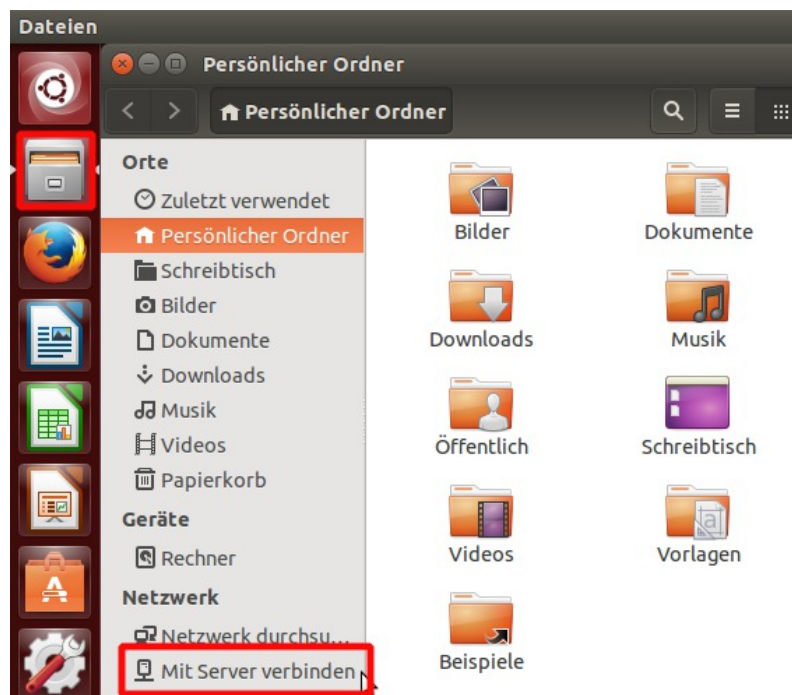 Dateien
Persönlicher Ordner
Persönlicher Ordner
Orte
Zuletzt verwendet
Persönlicher Ordner
Schreibtisch
Bilder
Dokumente
Downloads
Musik
Videos
Papierkorb
Geräte
Rechner
Netzwerk
Netzwerk durchsu...
Mit Server verbinden
Bilder Dokumente
Downloads Musik
Öffentlich Schreibtisch
Videos Vorlagen
Beispiele